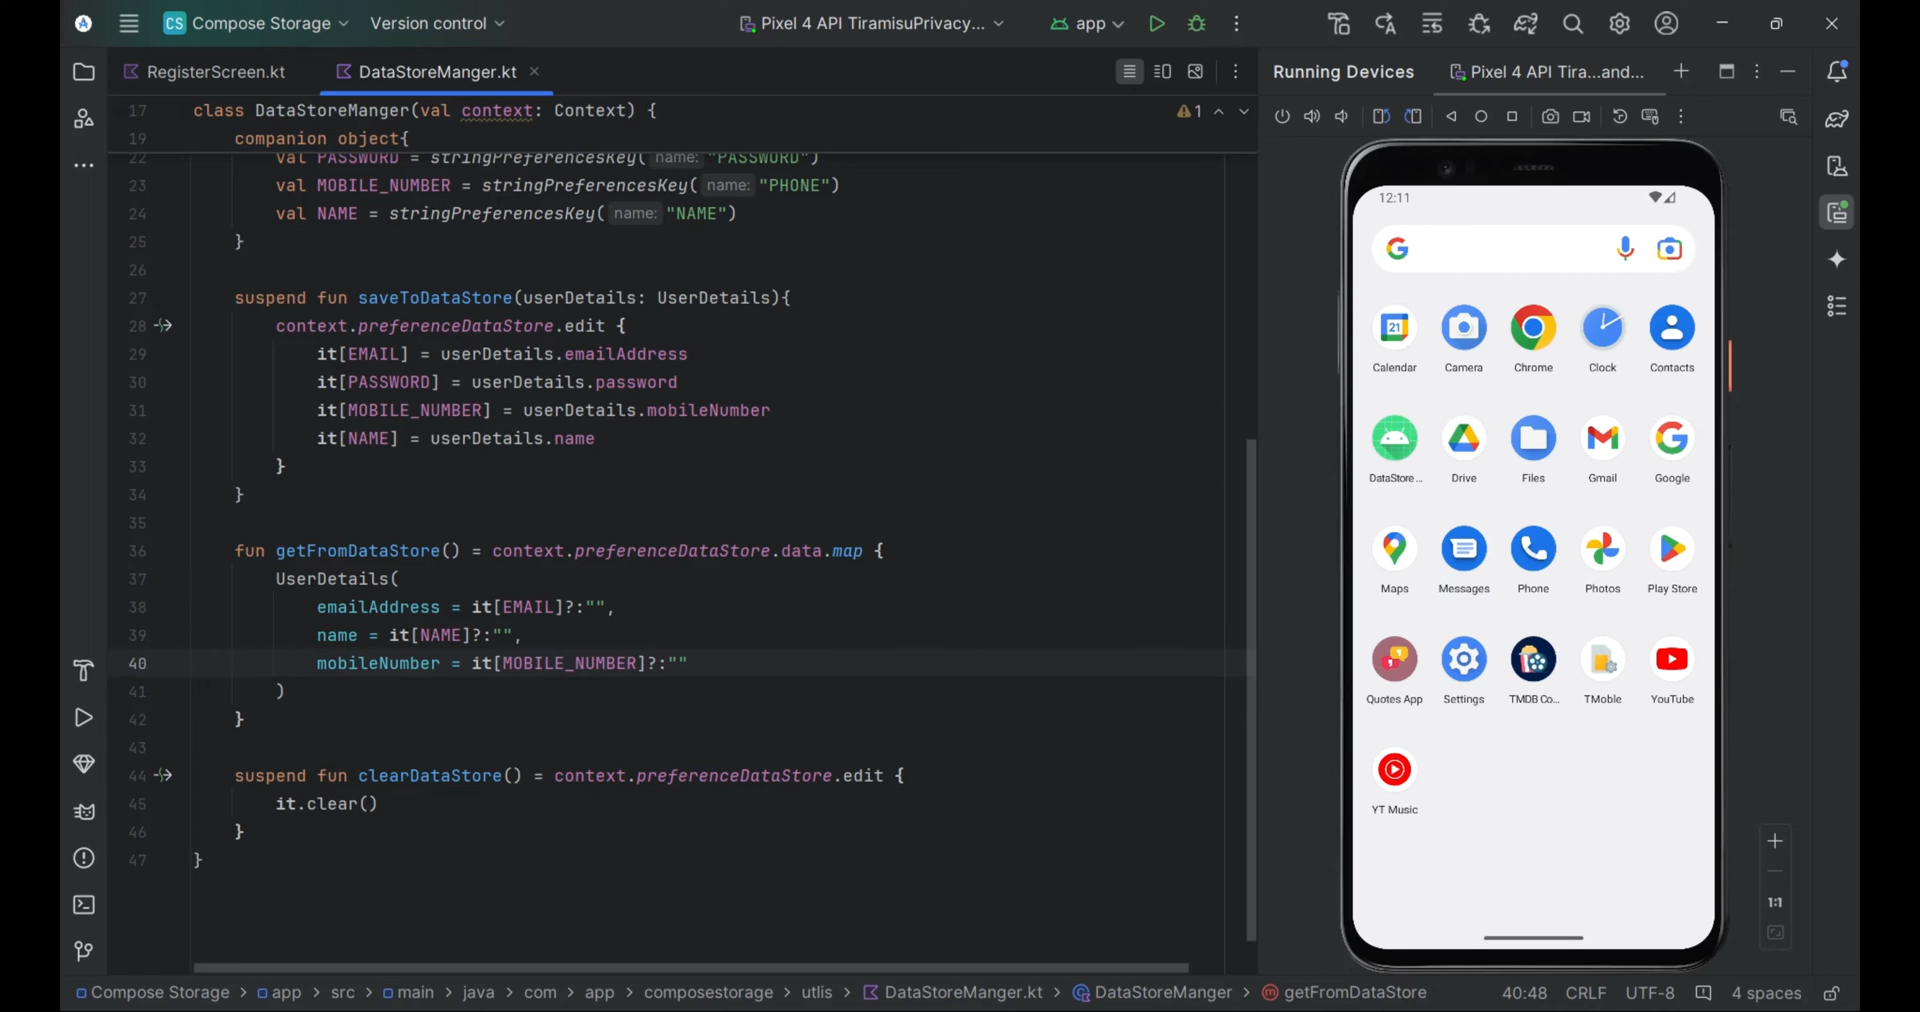 CS Compose Storage
Version control
Pixel 4 API TiramisuPrivacy...
app
RegisterScreen.kt
DataStoreManger.kt
Running Devices
Pixel 4 API Tira...and...
17 class DataStoreManger(val context: Context) {
1
19 companion object{
22 val PASSWORD = stringPreferencesKey( name: "PASSWORD")
23 val MOBILE_NUMBER = stringPreferencesKey( name: "PHONE")
24 val NAME = stringPreferencesKey( name: "NAME")
25 }
26
27 suspend fun saveToDataStore(userDetails: UserDetails){
28 context.preferenceDataStore.edit {
29 it[EMAIL] = userDetails.emailAddress
30 it[PASSWORD] = userDetails.password
31 it[MOBILE_NUMBER] = userDetails.mobileNumber
32 it[NAME] = userDetails.name
33 }
34 }
35
36 fun getFromDataStore() = context.preferenceDataStore.data.map {
37 UserDetails(
38 emailAddress = it[EMAIL]?:"",
39 name = it[NAME]?:"",
40 mobileNumber = it[MOBILE_NUMBER]?:""
41 )
42 }
43
44 suspend fun clearDataStore() = context.preferenceDataStore.edit {
45 it.clear()
46 }
47 }
12:11
21
Calendar
Camera
Chrome
Clock
Contacts
DataStore...
Drive
Files
Gmail
Google
Maps
Messages
Phone
Photos
Play Store
Quotes App
Settings
TMDB Co...
TMoble
YouTube
YT Music
1:1
Compose Storage > app > src > main > java > com > app > composestorage > utlis > DataStoreManger.kt > DataStoreManger > getFromDataStore
40:48 CRLF UTF-8 4 spaces